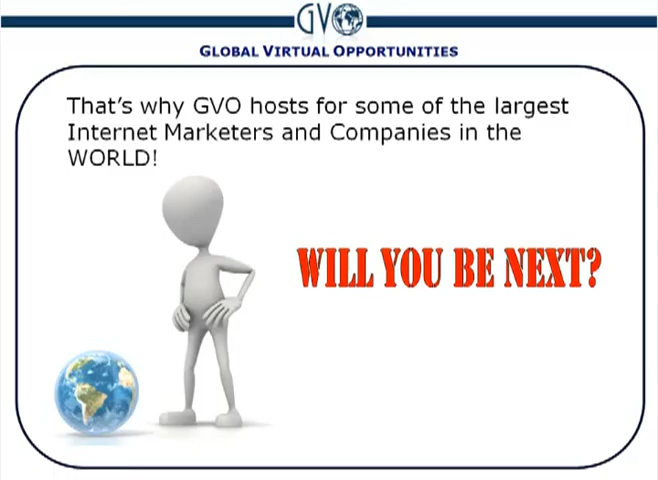 GVO
GLOBAL VIRTUAL OPPORTUNITIES
That's why GVO hosts for some of the largest
Internet Marketers and Companies in the
WORLD!
WILL YOU BE NEXT?